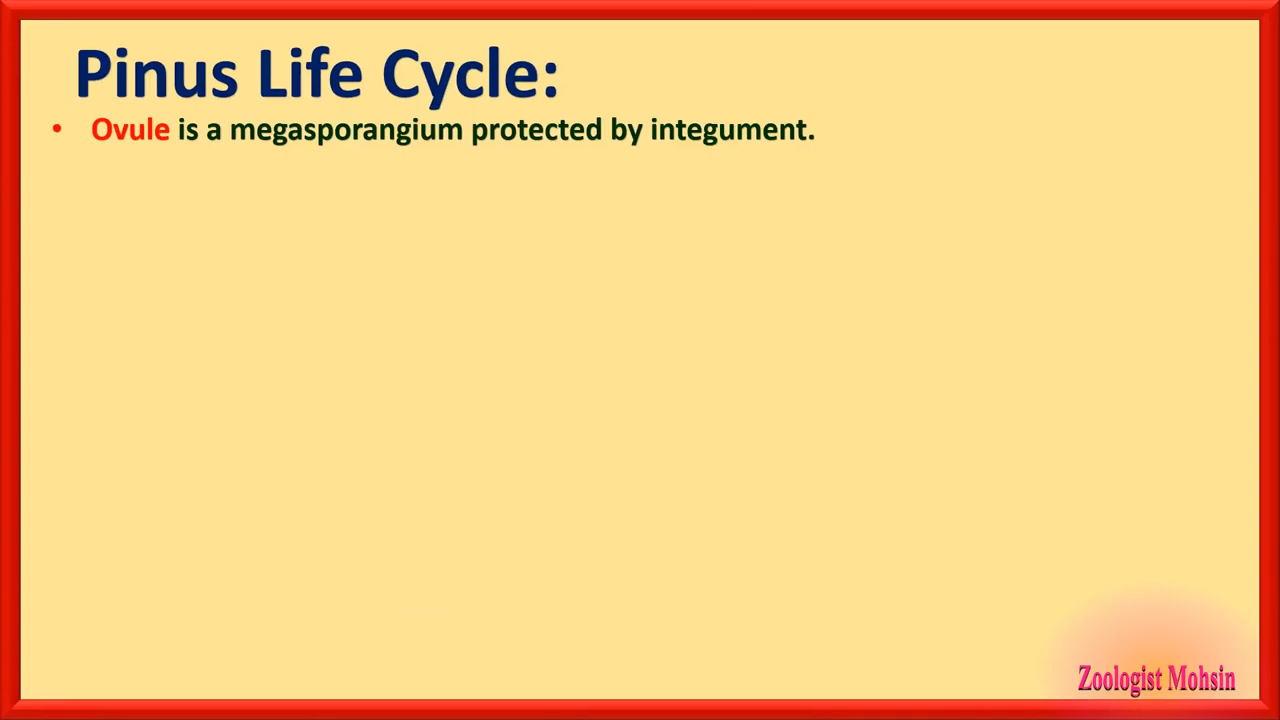 Pinus Life Cycle:
• Ovule is a megasporangium protected by integument.
Zoologist Mohsin